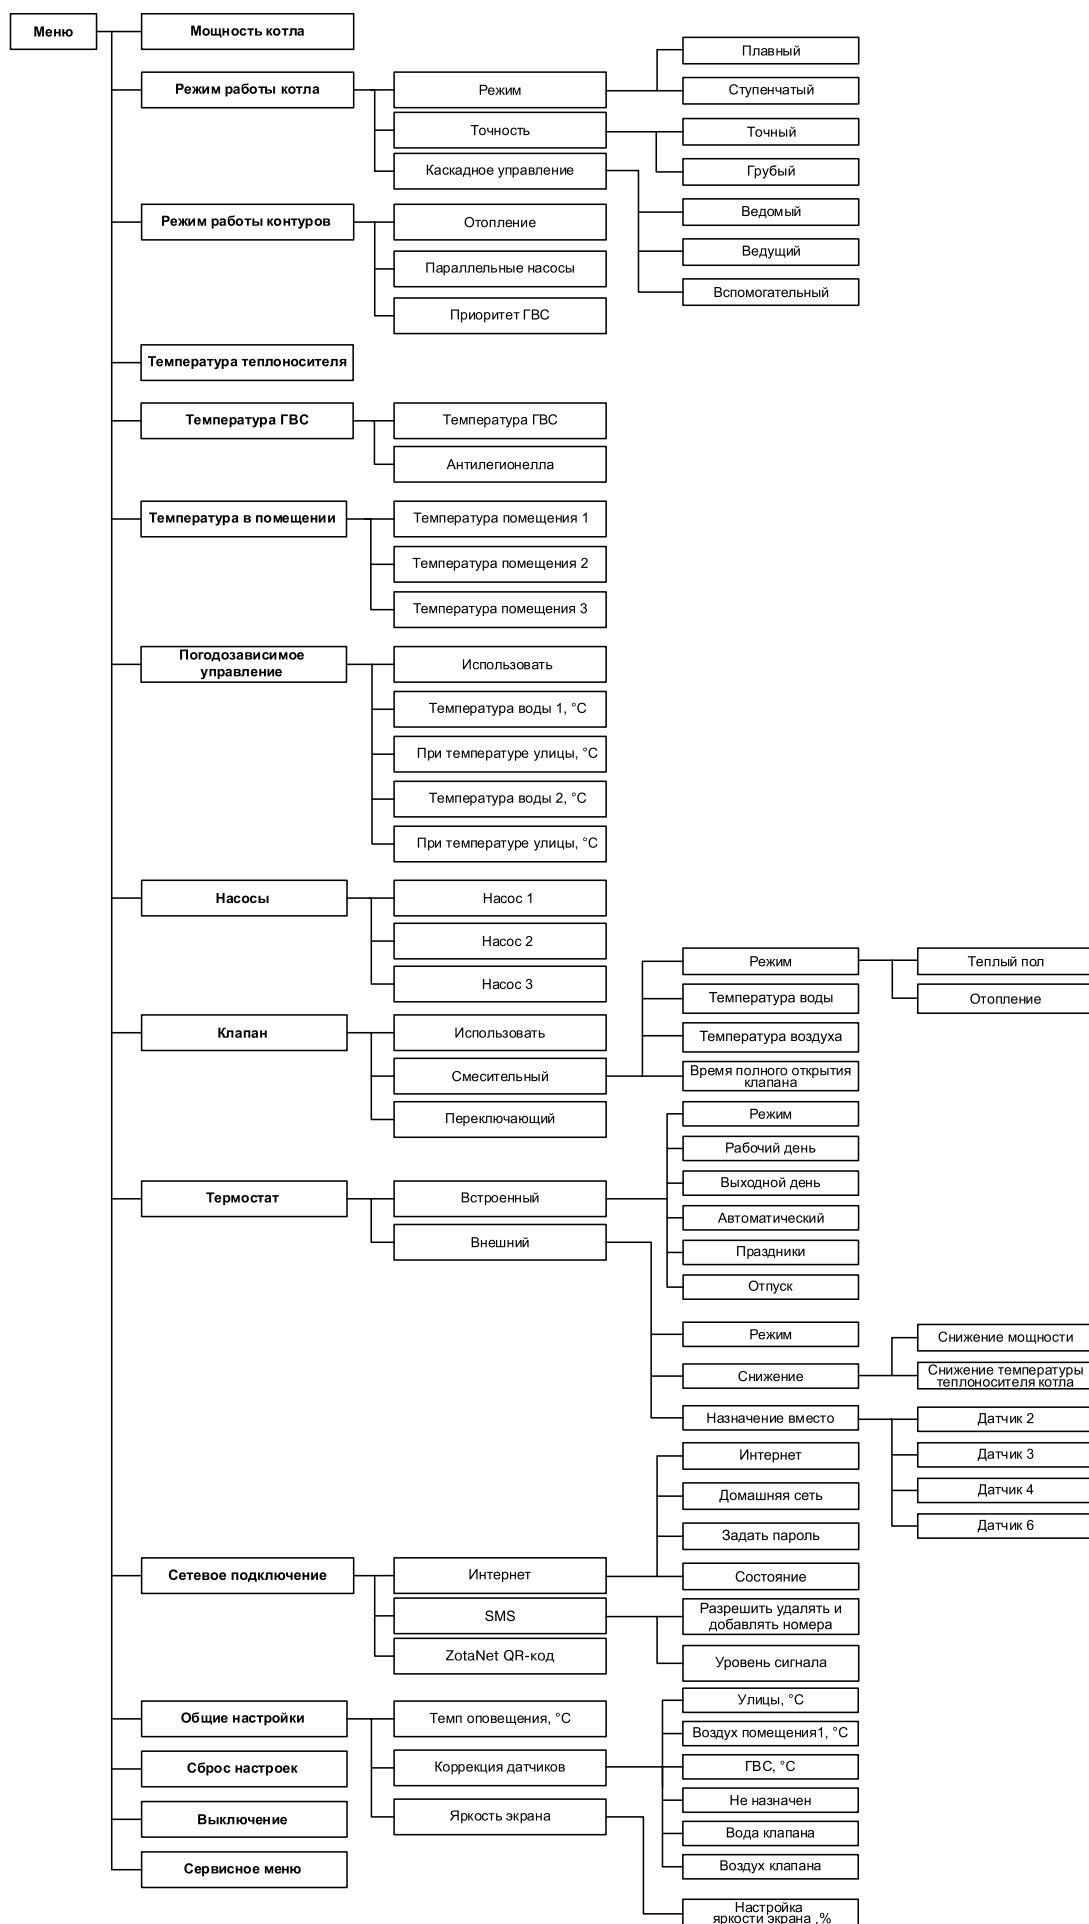 Меню
Мощность котла
Режим работы котла
Режим
Плавный
Ступенчатый
Точность
Точный
Грубый
Каскадное управление
Ведомый
Ведущий
Вспомогательный
Режим работы контуров
Отопление
Параллельные насосы
Приоритет ГВС
Температура теплоносителя
Температура ГВС
Температура ГВС
Антилегионелла
Температура в помещении
Температура помещения 1
Температура помещения 2
Температура помещения 3
Погодозависимое
управление
Использовать
Температура воды 1, °С
При температуре улицы, °С
Температура воды 2, °С
При температуре улицы, °С
Насосы
Насос 1
Насос 2
Насос 3
Клапан
Использовать
Смесительный
Режим
Теплый пол
Отопление
Температура воды
Температура воздуха
Время полного открытия
клапана
Переключающий
Термостат
Встроенный
Режим
Рабочий день
Выходной день
Автоматический
Праздники
Отпуск
Внешний
Режим
Снижение
Снижение мощности
Снижение температуры
теплоносителя котла
Назначение вместо
Датчик 2
Датчик 3
Датчик 4
Датчик 6
Сетевое подключение
Интернет
Интернет
Домашняя сеть
Задать пароль
Состояние
SMS
Разрешить удалять и
добавлять номера
Уровень сигнала
ZotaNet QR-код
Общие настройки
Темп оповещения, °С
Коррекция датчиков
Улицы, °С
Воздух помещения1, °С
ГВС, °С
Не назначен
Вода клапана
Воздух клапана
Яркость экрана
Настройка
яркости экрана ,%
Сброс настроек
Выключение
Сервисное меню